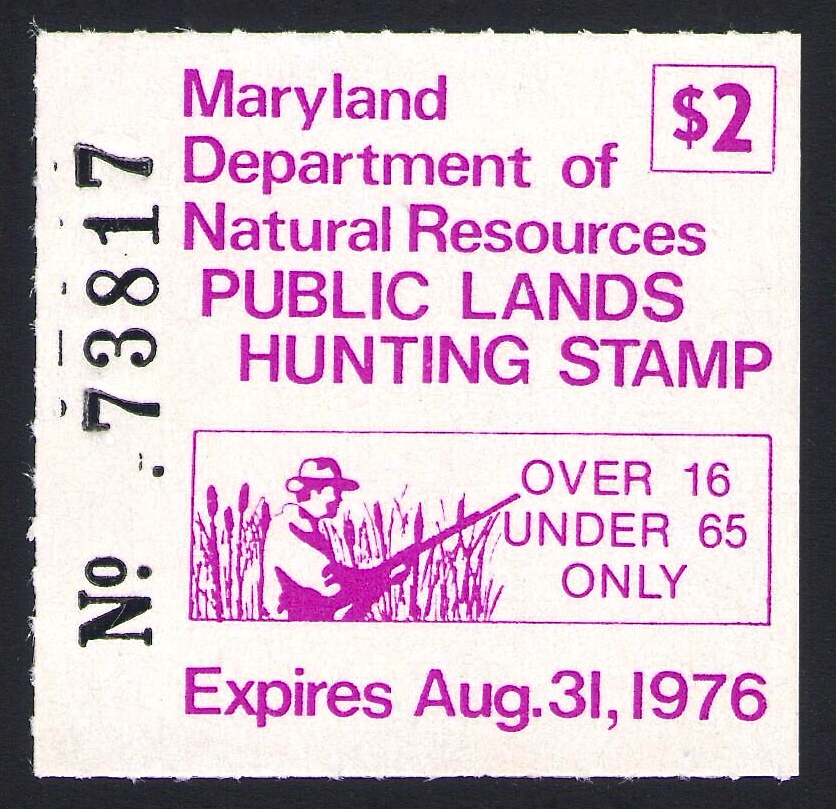 Maryland
Department of
Natural Resources
$2
PUBLIC LANDS
HUNTING STAMP
OVER 16
UNDER 65
ONLY
Expires Aug. 31, 1976
No. 73817